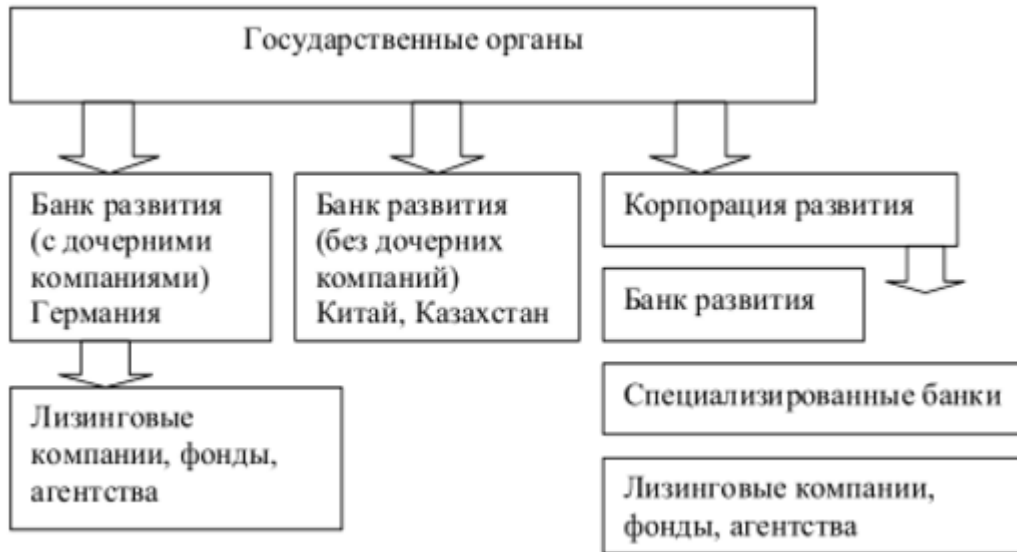 Государственные органы
Банк развития
(с дочерними
компаниями)
Германия
Банк развития
(без дочерних
компаний)
Китай, Казахстан
Корпорация развития
Банк развития
Специализированные банки
Лизинговые компании,
фонды, агентства
Лизинговые
компании, фонды,
агентства